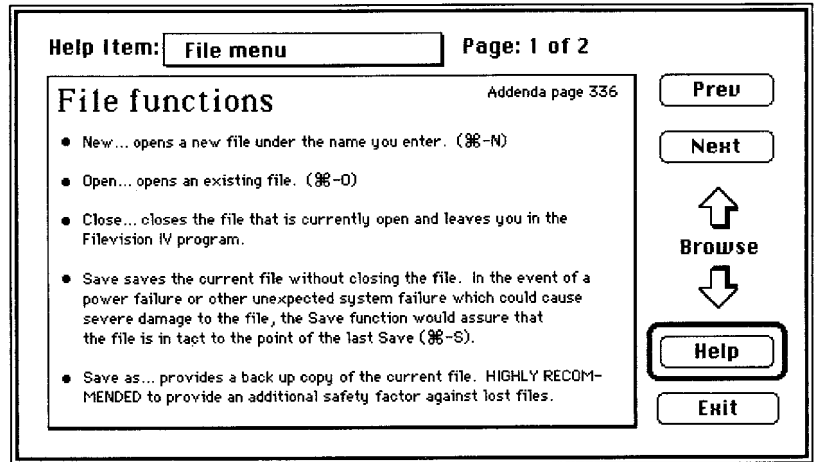 Help Item: File menu Page: 1 of 2
File functions Addenda page 336
• New... opens a new file under the name you enter. (⌘-N)
• Open... opens an existing file. (⌘-O)
• Close... closes the file that is currently open and leaves you in the
Filevision IV program.
• Save saves the current file without closing the file. In the event of a
power failure or other unexpected system failure which could cause
severe damage to the file, the Save function would assure that
the file is in tact to the point of the last Save (⌘-S).
• Save as... provides a back up copy of the current file. HIGHLY RECOM-
MENDED to provide an additional safety factor against lost files.
Prev
Next
Browse
Help
Exit